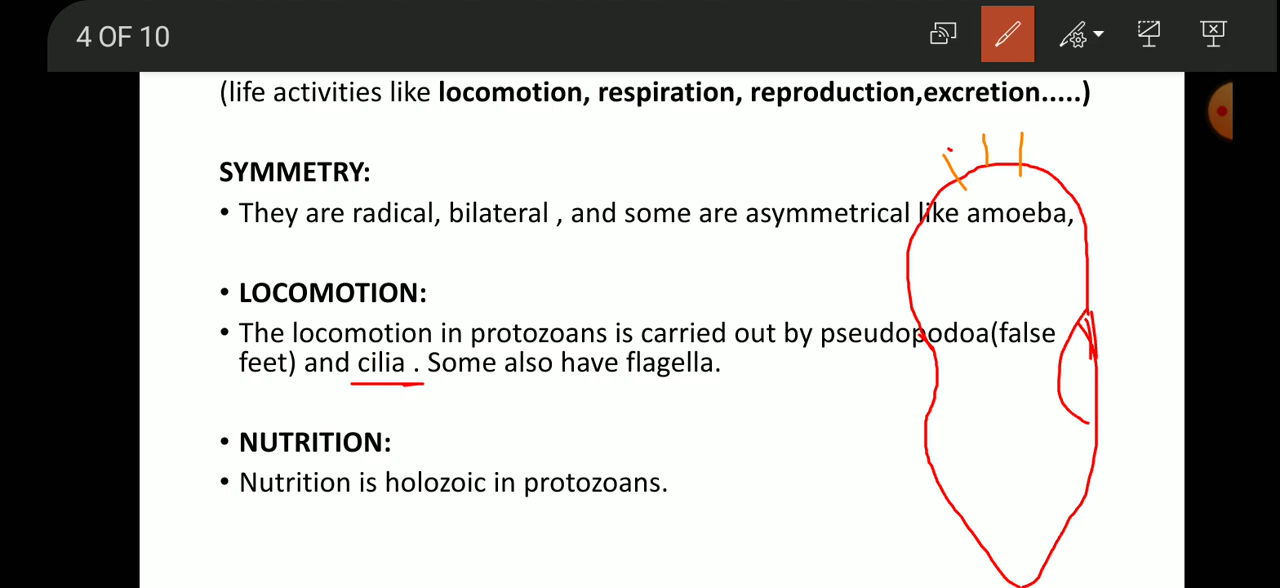 4 OF 10
(life activities like locomotion, respiration, reproduction,excretion.....)
SYMMETRY:
• They are radical, bilateral , and some are asymmetrical like amoeba,
• LOCOMOTION:
• The locomotion in protozoans is carried out by pseudopodoa(false
feet) and cilia . Some also have flagella.
• NUTRITION:
• Nutrition is holozoic in protozoans.